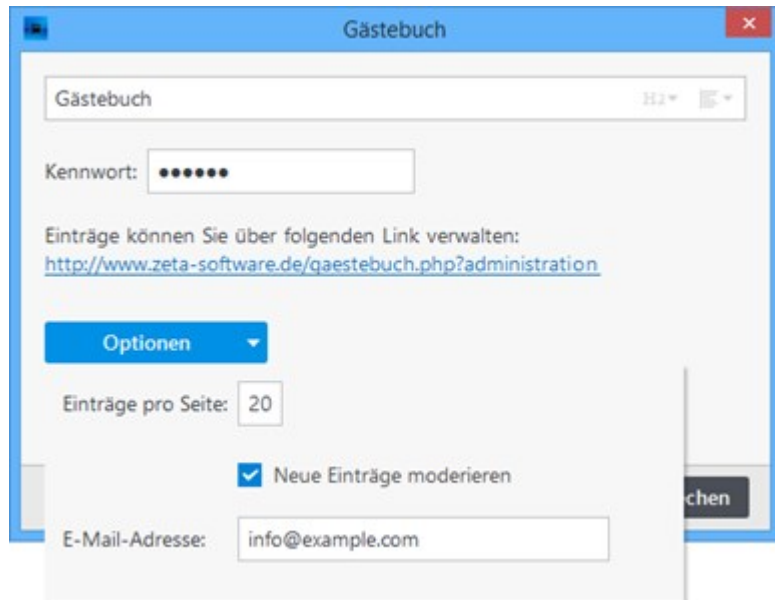 Gästebuch
Gästebuch H2
Kennwort: ●●●●●●
Einträge können Sie über folgenden Link verwalten:
http://www.zeta-software.de/gaestebuch.php?administration
Optionen
Einträge pro Seite: 20
Neue Einträge moderieren
chen
E-Mail-Adresse: info@example.com